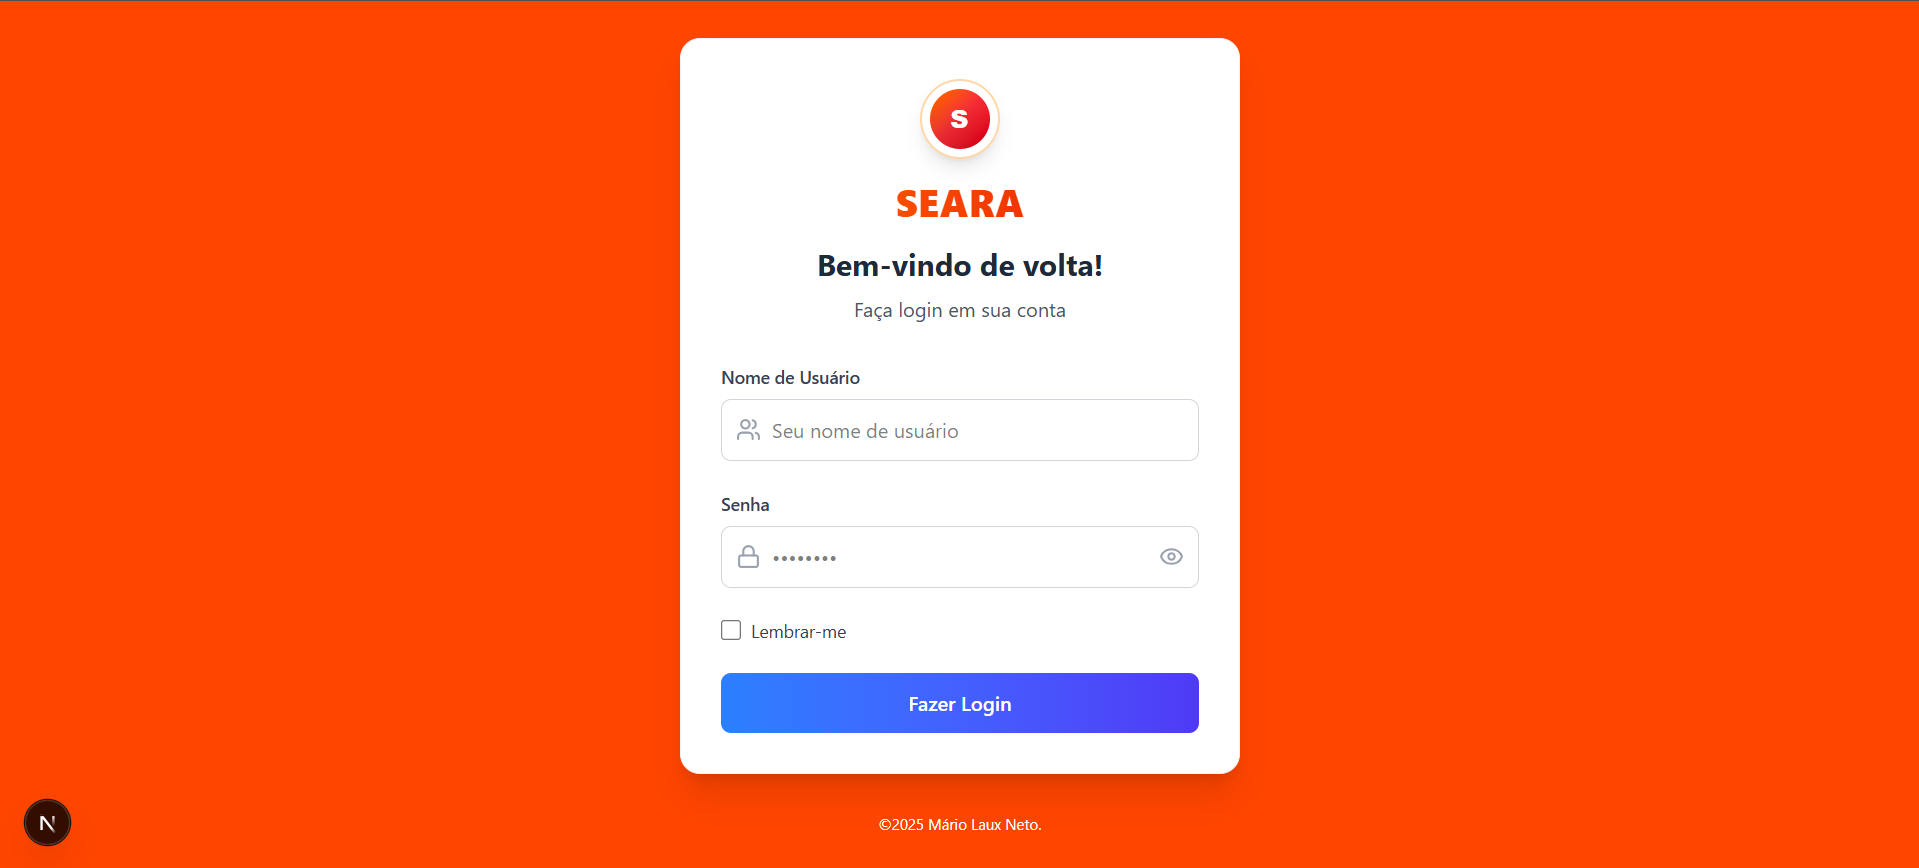 S
SEARA
Bem-vindo de volta!
Faça login em sua conta
Nome de Usuário
Seu nome de usuário
Senha
••••••••
Lembrar-me
Fazer Login
N
©2025 Mário Laux Neto.